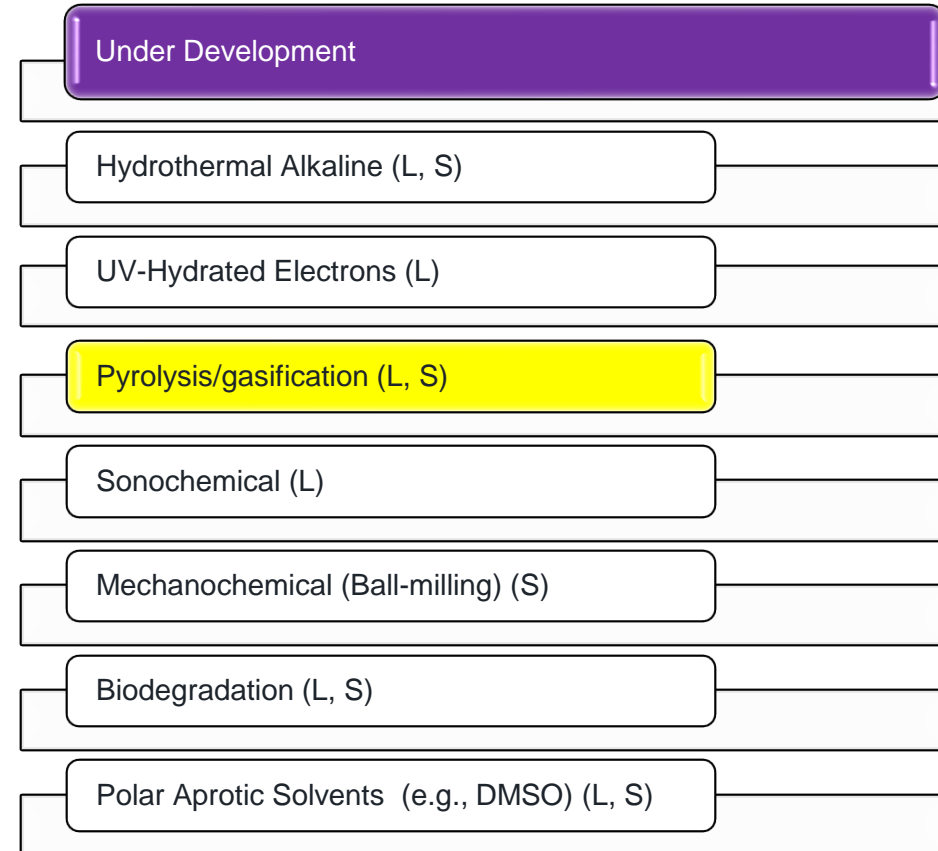 Under Development
Hydrothermal Alkaline (L, S)
UV-Hydrated Electrons (L)
Pyrolysis/gasification (L, S)
Sonochemical (L)
Mechanochemical (Ball-milling) (S)
Biodegradation (L, S)
Polar Aprotic Solvents  (e.g., DMSO) (L, S)